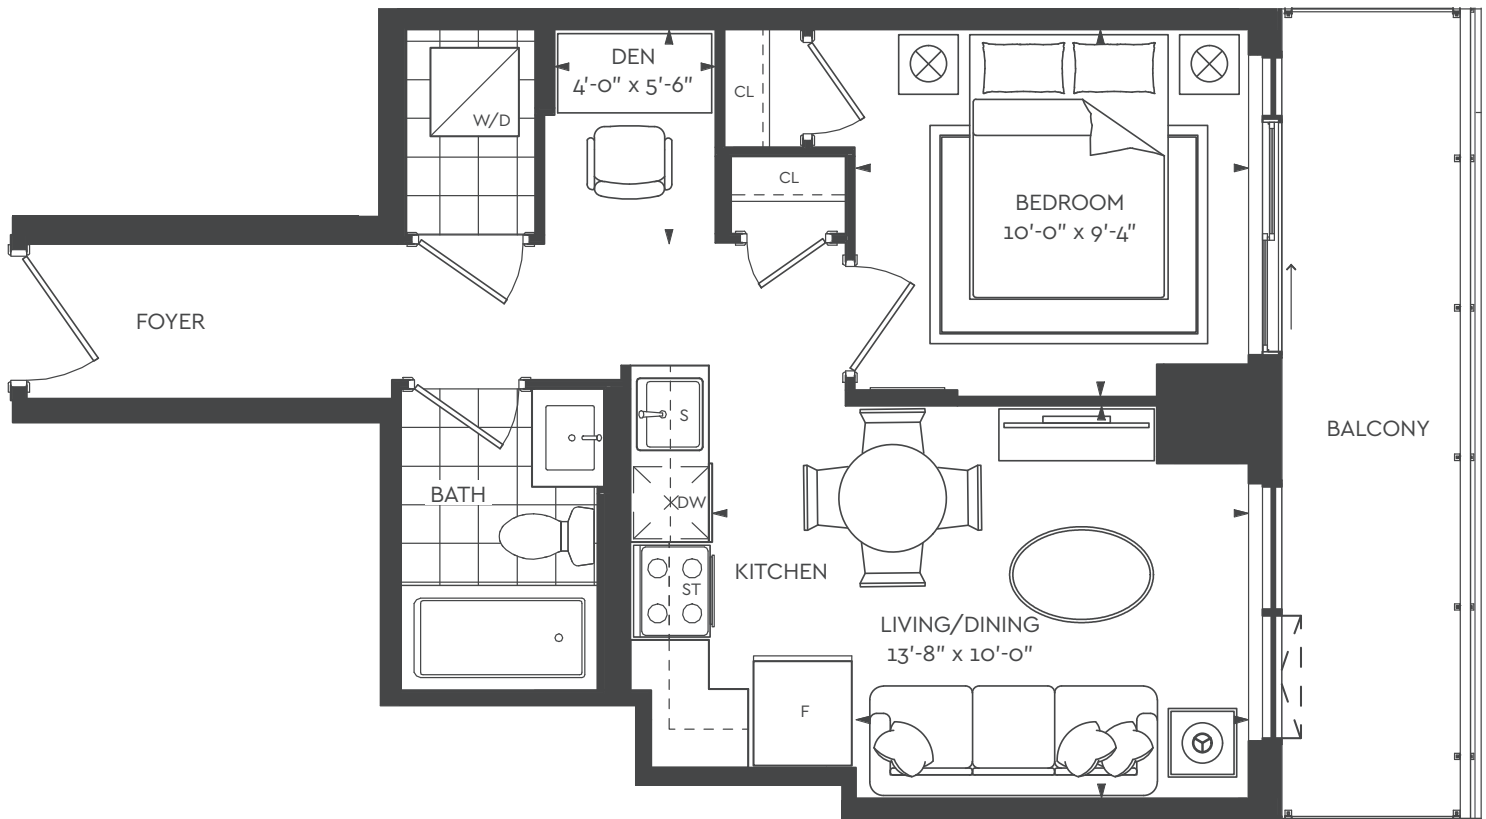 DEN
4'-0" x 5'-6"
CL
W/D
CL
BEDROOM
10'-0" x 9'-4"
FOYER
S
BALCONY
BATH
DW
KITCHEN
ST
LIVING/DINING
13'-8" x 10'-0"
F